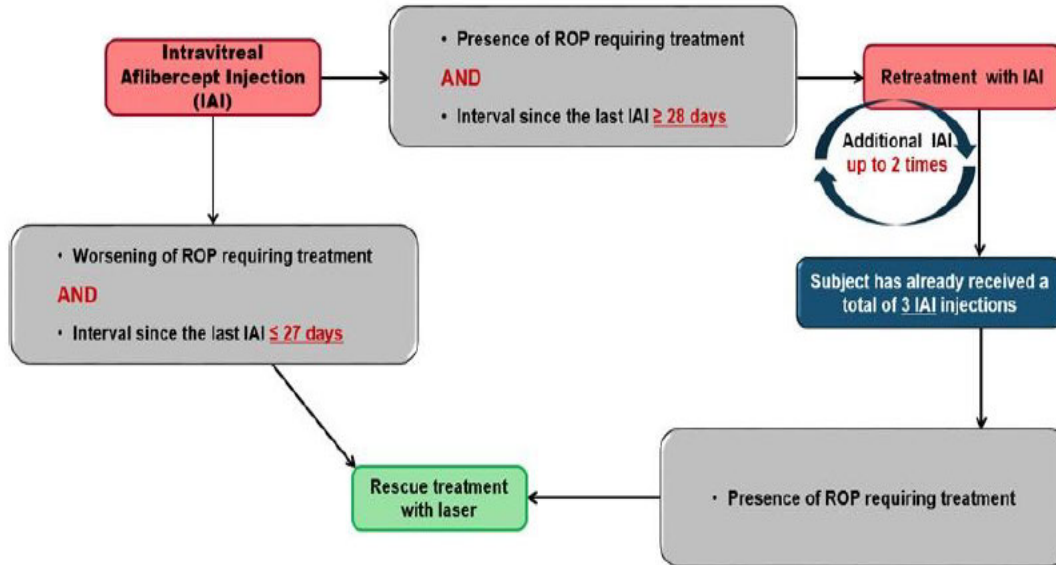 Intravitreal
Aflibercept Injection
(IAI)
• Presence of ROP requiring treatment
AND
• Interval since the last IAI ≥ 28 days
Retreatment with IAI
Additional IAI
up to 2 times
• Worsening of ROP requiring treatment
AND
• Interval since the last IAI ≤ 27 days
Subject has already received a
total of 3 IAI injections
Rescue treatment
with laser
• Presence of ROP requiring treatment